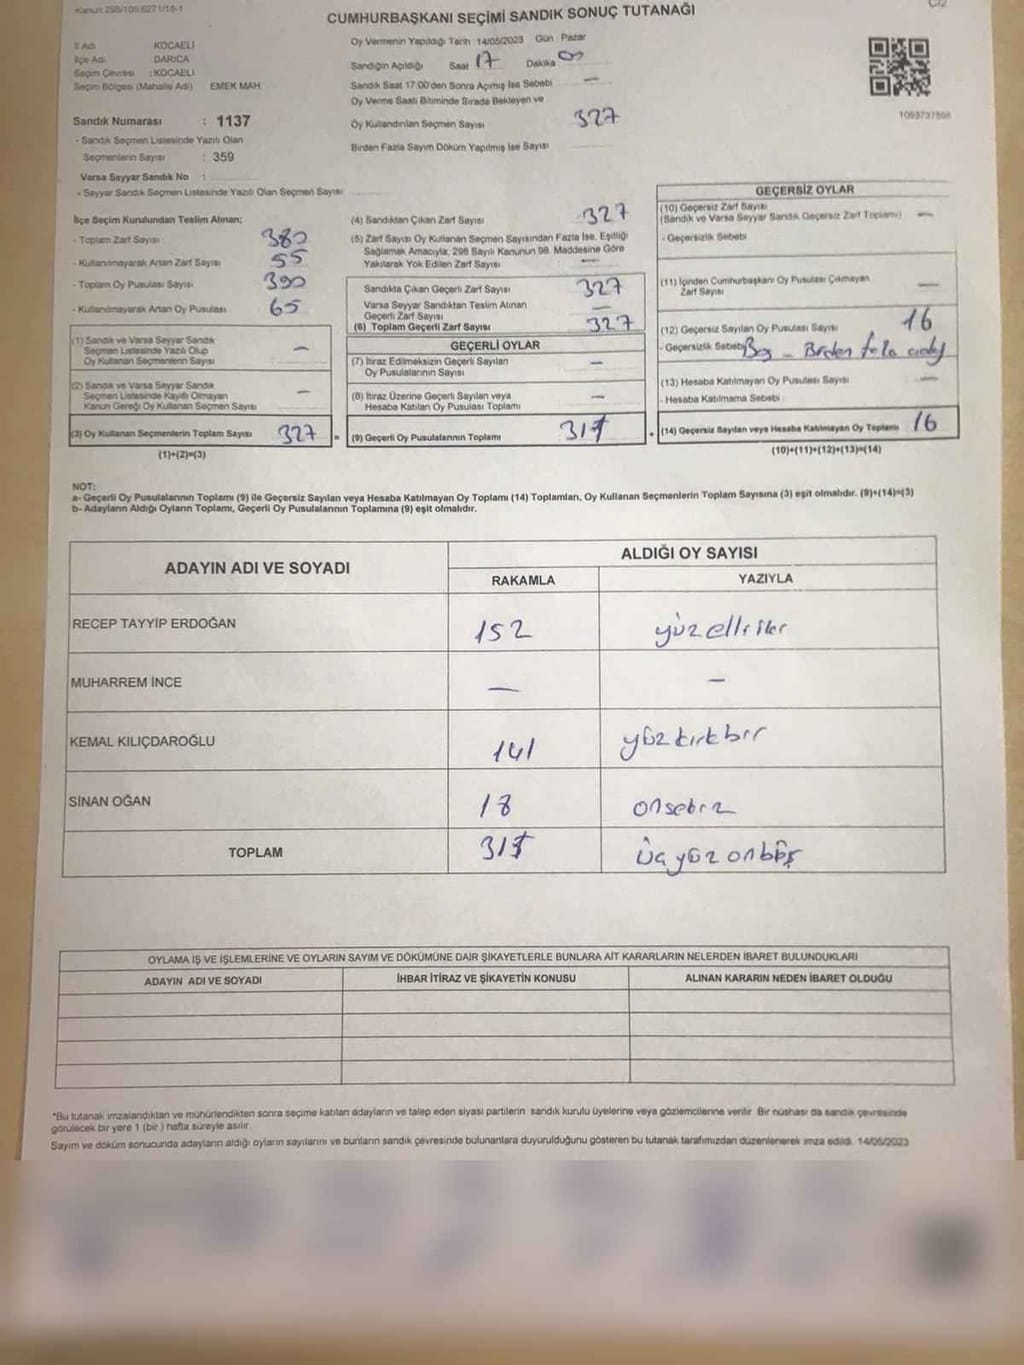 Kanun 298/105,6271/18-1
C/2
CUMHURBAŞKANI SEÇİMİ SANDIK SONUÇ TUTANAĞI
İl Adı KOCAELİ
İlçe Adı DARICA
Seçim Çevresi : KOCAELİ
Seçim Bölgesi (Mahalle Adı) EMEK MAH.
Sandık Numarası : 1137
- Sandık Seçmen Listesinde Yazılı Olan
Seçmenlerin Sayısı : 359
Varsa Seyyar Sandık No :
- Seyyar Sandık Seçmen Listesinde Yazılı Olan Seçmen Sayısı
Oy Vermenin Yapıldığı Tarih 14/05/2023 Gün Pazar
Sandığın Açıldığı Saat 17 Dakika 00
Sandık Saat 17:00'den Sonra Açımış İse Sebebi —
Oy Verme Saati Bitiminde Sırada Bekleyen ve
Oy Kullandırılan Seçmen Sayısı 327
Birden Fazla Sayım Döküm Yapılmış İse Sayısı
1093737898
İlçe Seçim Kurulundan Teslim Alınan;
- Toplam Zarf Sayısı 380
- Kullanılmayarak Artan Zarf Sayısı 55
- Toplam Oy Pusulası Sayısı 390
- Kullanılmayarak Artan Oy Pusulası 65
(1) Sandık ve Varsa Seyyar Sandık
Seçmen Listesinde Yazılı Olup
Oy Kullanan Seçmenlerin Sayısı —
(2) Sandık ve Varsa Seyyar Sandık
Seçmen Listesinde Kayıtlı Olmayan
Kanun Gereği Oy Kullanan Seçmen Sayısı —
(3) Oy Kullanan Seçmenlerin Toplam Sayısı 327 =
(1)+(2)=(3)
(4) Sandıktan Çıkan Zarf Sayısı 327
(5) Zarf Sayısı Oy Kullanan Seçmen Sayısından Fazla İse, Eşitliği
Sağlamak Amacıyla, 298 Sayılı Kanunun 98. Maddesine Göre
Yakılarak Yok Edilen Zarf Sayısı —
Sandıkta Çıkan Geçerli Zarf Sayısı 327
Varsa Seyyar Sandıktan Teslim Alınan
Geçerli Zarf Sayısı —
(6) Toplam Geçerli Zarf Sayısı 327
GEÇERLİ OYLAR
(7) İtiraz Edilmeksizin Geçerli Sayılan
Oy Pusulalarının Sayısı —
(8) İtiraz Üzerine Geçerli Sayılan veya
Hesaba Katılan Oy Pusulası Toplamı —
(9) Geçerli Oy Pusulalarının Toplamı +
GEÇERSİZ OYLAR
(10) Geçersiz Zarf Sayısı
(Sandık ve Varsa Seyyar Sandık Geçersiz Zarf Toplamı) —
- Geçersizlik Sebebi
(11) İçinden Cumhurbaşkanı Oy Pusulası Çıkmayan
Zarf Sayısı —
(12) Geçersiz Sayılan Oy Pusulası Sayısı 16
- Geçersizlik Sebebi Boş - Birden fazla
(13) Hesaba Katılmayan Oy Pusulası Sayısı —
- Hesaba Katılmama Sebebi
(14) Geçersiz Sayılan veya Hesaba Katılmayan Oy Toplamı 16
(10)+(11)+(12)+(13)=(14)
NOT:
a- Geçerli Oy Pusulalarının Toplamı (9) ile Geçersiz Sayılan veya Hesaba Katılmayan Oy Toplamı (14) Toplamları, Oy Kullanan Seçmenlerin Toplam Sayısına (3) eşit olmalıdır. (9)+(14)=(3)
b- Adayların Aldığı Oyların Toplamı, Geçerli Oy Pusulalarının Toplamına (9) eşit olmalıdır.
ADAYIN ADI VE SOYADI
ALDIĞI OY SAYISI
RAKAMLA YAZIYLA
RECEP TAYYİP ERDOĞAN 152 yüzelliiki
MUHARREM İNCE — —
KEMAL KILIÇDAROĞLU 141 yüzkırkbir
SİNAN OĞAN 18 onsekiz
TOPLAM üçyüzonbeş
OYLAMA İŞ VE İŞLEMLERİNE VE OYLARIN SAYIM VE DÖKÜMÜNE DAİR ŞİKAYETLERLE BUNLARA AİT KARARLARIN NELERDEN İBARET BULUNDUKLARI
ADAYIN ADI VE SOYADI İHBAR İTİRAZ VE ŞİKAYETİN KONUSU ALINAN KARARIN NEDEN İBARET OLDUĞU
*Bu tutanak imzalandıktan ve mühürlendikten sonra seçime katılan adayların ve talep eden siyasi partilerin sandık kurulu üyelerine veya gözlemcilerine verilir. Bir nüshası da sandık çevresinde
görülecek bir yere 1 (bir) hafta süreyle asılır.
Sayım ve döküm sonucunda adayların aldığı oyların sayılarını ve bunların sandık çevresinde bulunanlara duyurulduğunu gösteren bu tutanak tarafımızdan düzenlenerek imza edildi. 14/05/2023